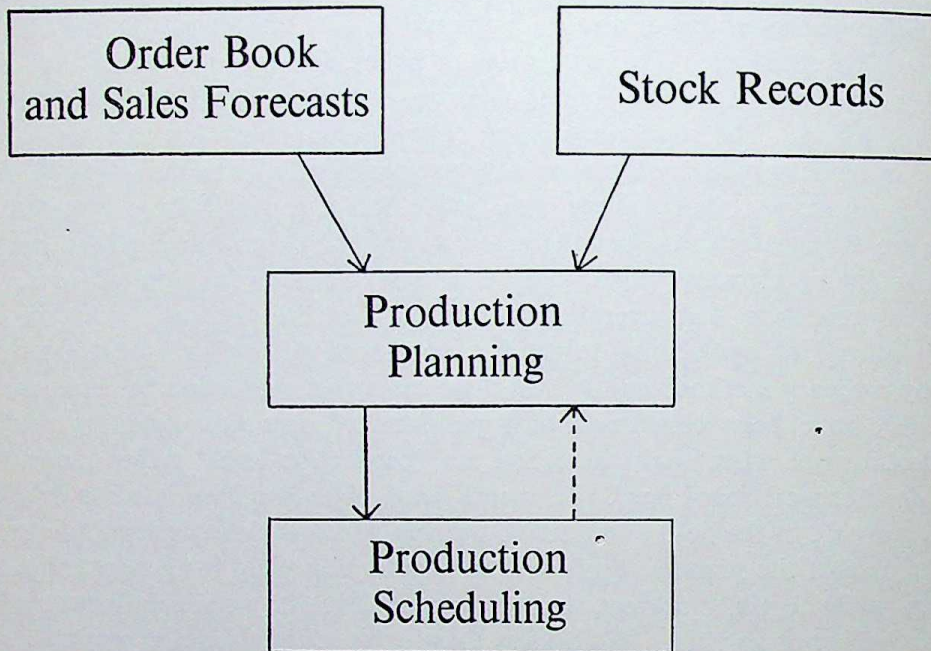 Order Book
and Sales Forecasts
Stock Records
Production
Planning
Production
Scheduling